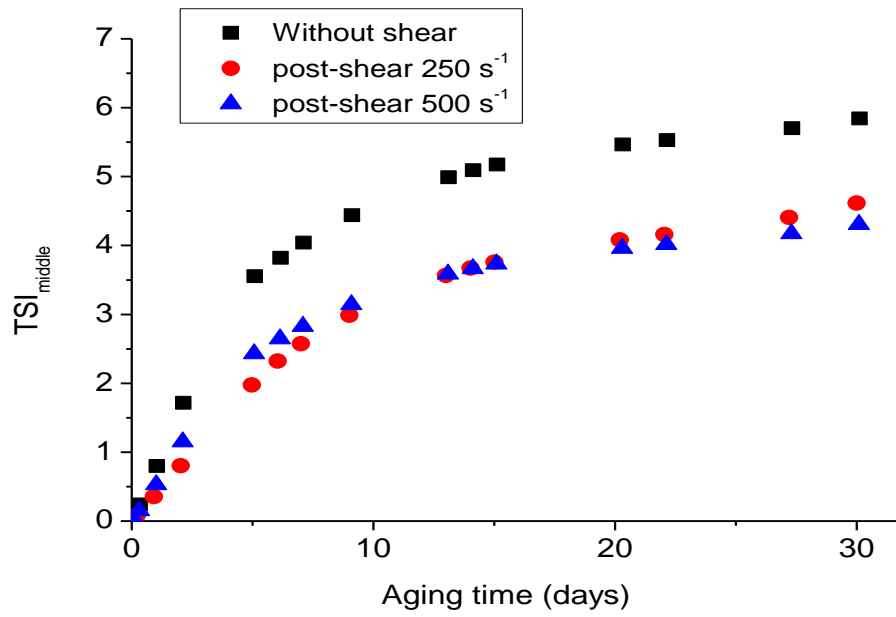 Without shear
post-shear 250 s⁻¹
post-shear 500 s⁻¹
7
6
5
4
3
2
1
0
TSI_middle
0 10 20 30
Aging time (days)